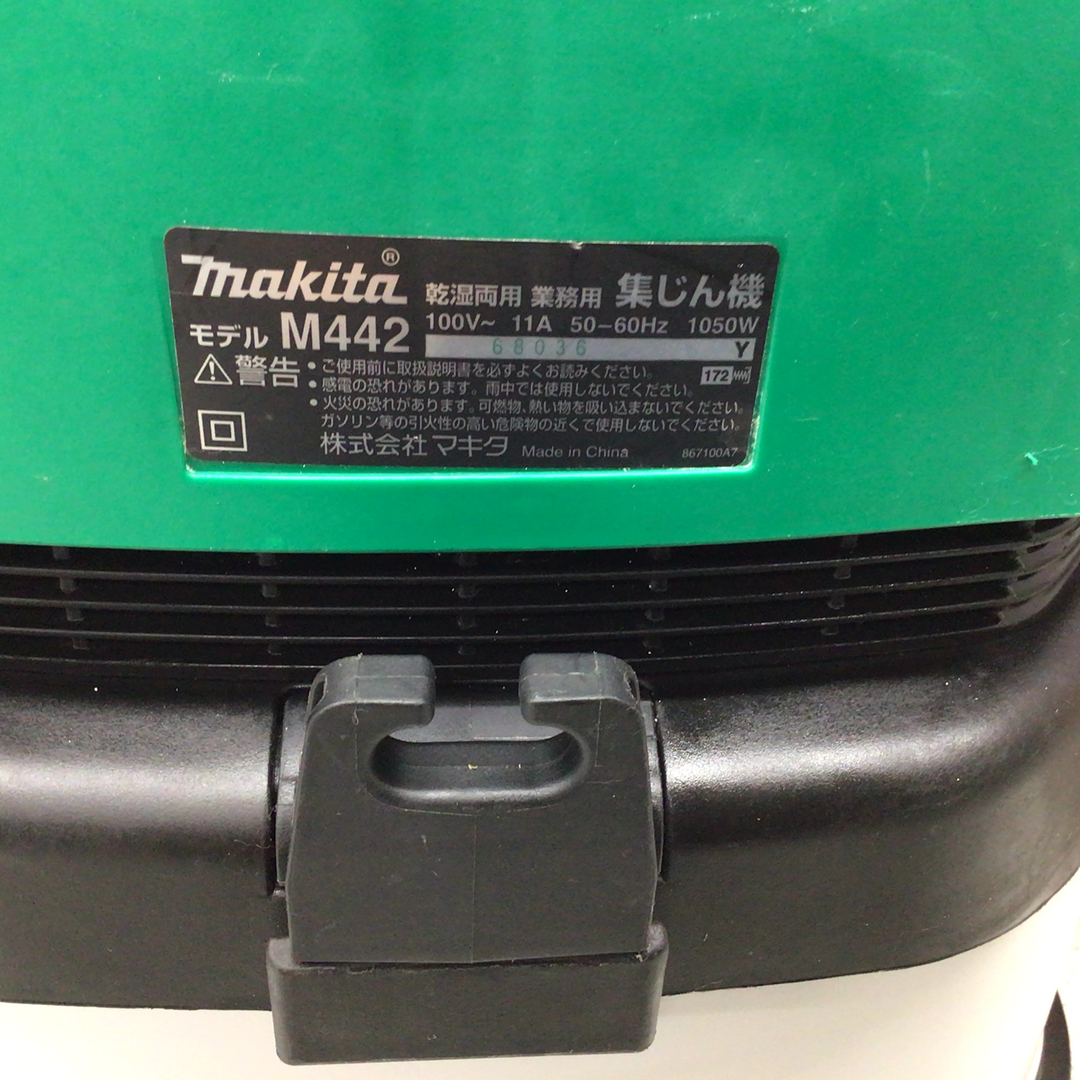 makita®
乾湿両用 業務用 集じん機
モデル M442
100V~ 11A 50-60Hz 1050W
68036 Y
警告
・ご使用前に取扱説明書を必ずよくお読みください。
172
・感電の恐れがあります。雨中では使用しないでください。
・火災の恐れがあります。可燃物、熱い物を吸い込まないでください。
ガソリン等の引火性の高い危険物の近くで使用しないでください。
株式会社マキタ Made in China 867100A7